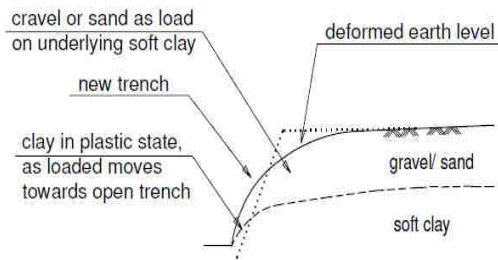 cravel or sand as load
on underlying soft clay
deformed earth level
new trench
clay in plastic state,
as loaded moves
towards open trench
gravel/ sand
soft clay